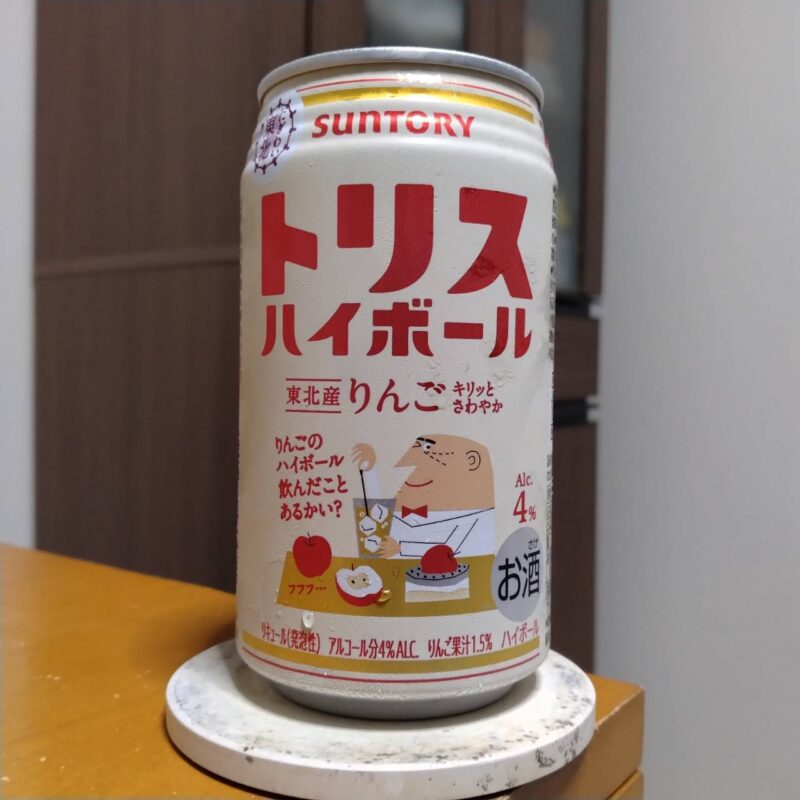 SUNTORY
東北
トリス
ハイボール
東北産 りんご キリッと
さわやか
りんごの
ハイボール
飲んだこと
あるかい?
Alc.
4%
さけ
お酒
フフフ…
リキュール(発泡性) アルコール分4%ALC. りんご果汁1.5% ハイボール